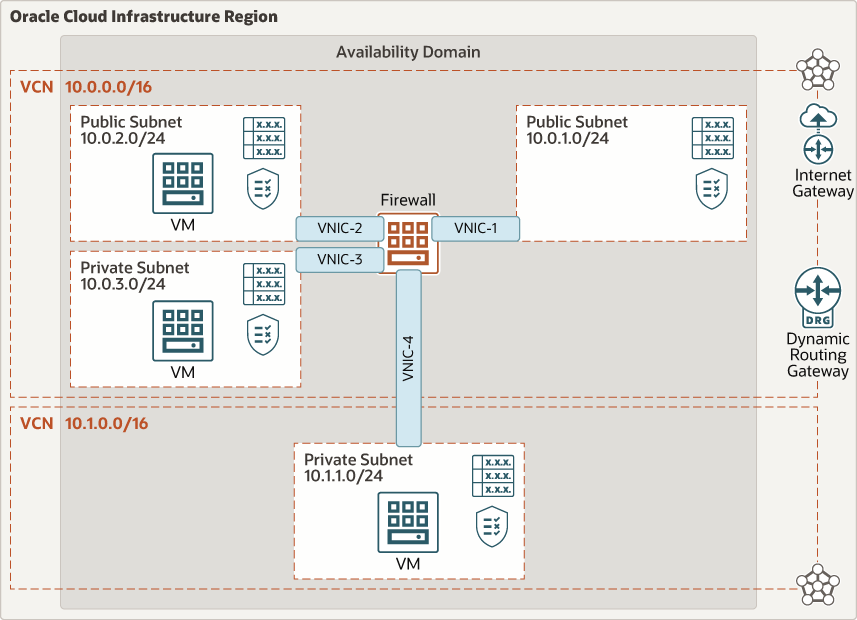 Oracle Cloud Infrastructure Region
Availability Domain
VCN 10.0.0.0/16
Public Subnet
10.0.2.0/24
x.x.x.
x.x.x.
x.x.x.
VM
Public Subnet
10.0.1.0/24
x.x.x.
x.x.x.
x.x.x.
Internet
Gateway
Firewall
VNIC-2
VNIC-1
VNIC-3
VNIC-4
Private Subnet
10.0.3.0/24
x.x.x.
x.x.x.
x.x.x.
VM
DRG
Dynamic
Routing
Gateway
VCN 10.1.0.0/16
Private Subnet
10.1.1.0/24
x.x.x.
x.x.x.
x.x.x.
VM